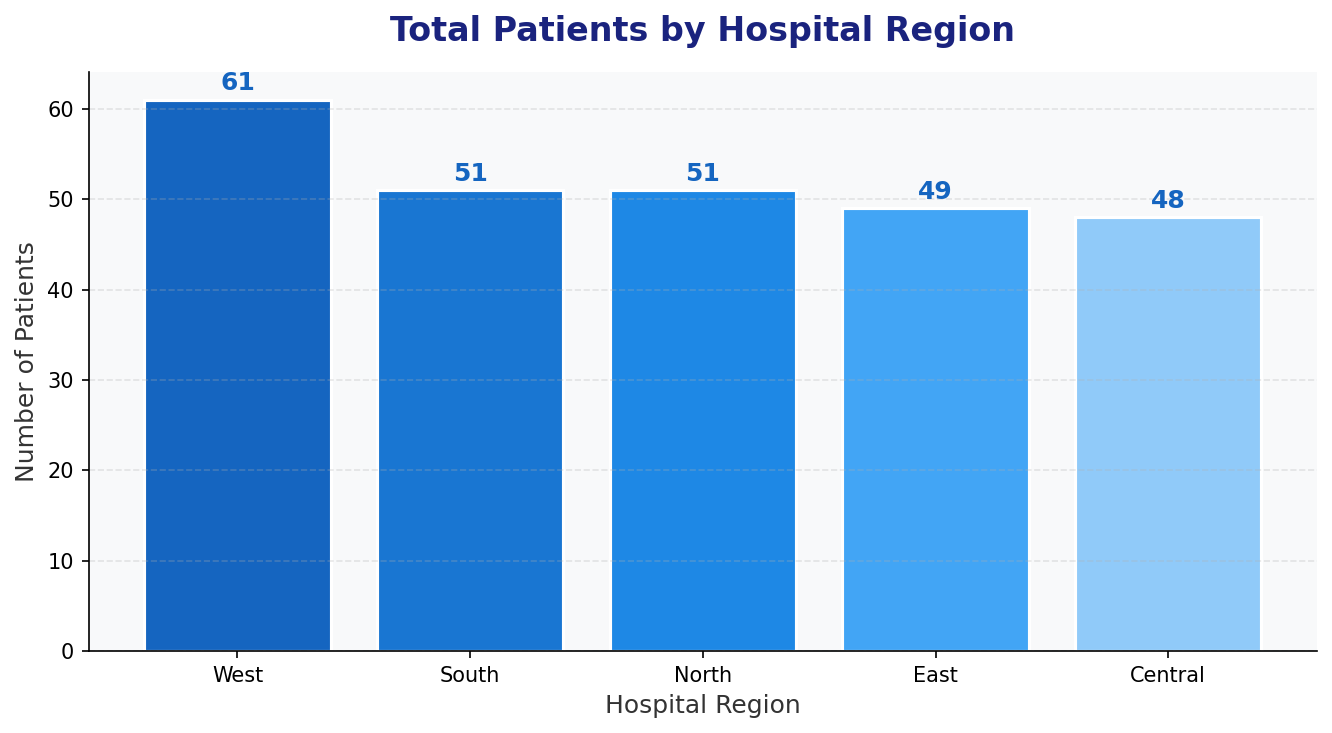 Total Patients by Hospital Region
Number of Patients
60
50
40
30
20
10
0
61
51
51
49
48
West
South
North
East
Central
Hospital Region